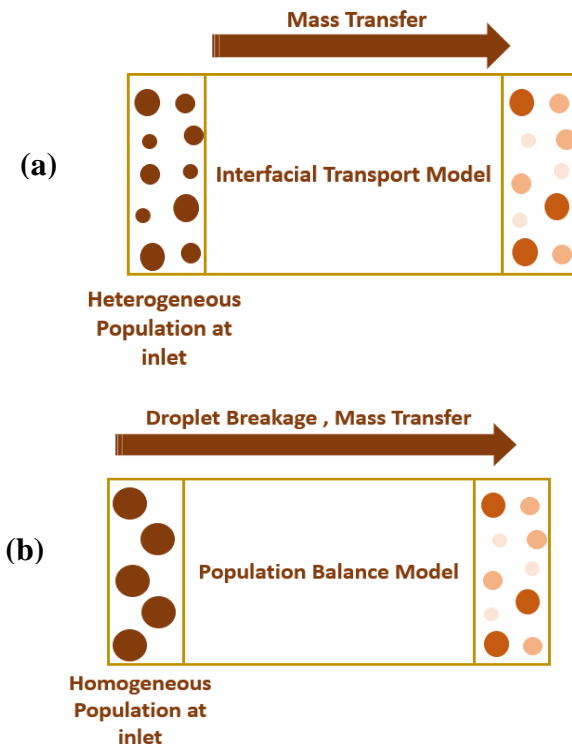 Mass Transfer
(a)
Interfacial Transport Model
Heterogeneous
Population at
inlet
Droplet Breakage , Mass Transfer
(b)
Population Balance Model
Homogeneous
Population at
inlet